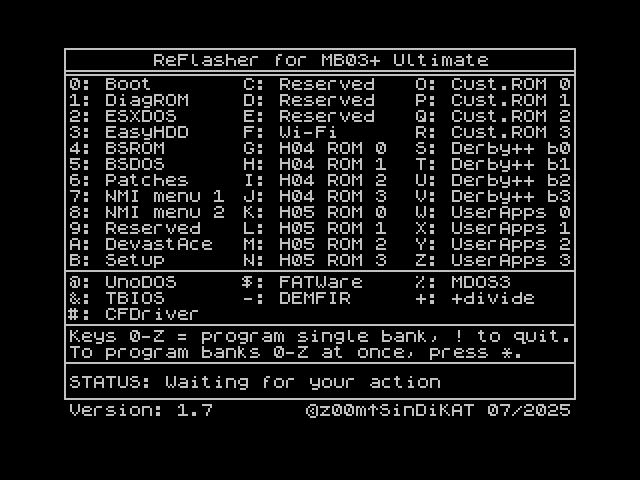 ReFlasher for MB03+ Ultimate
0: Boot C: Reserved O: Cust.ROM 0
1: DiagROM D: Reserved P: Cust.ROM 1
2: ESXDOS E: Reserved Q: Cust.ROM 2
3: EasyHDD F: Wi-Fi R: Cust.ROM 3
4: BSROM G: H04 ROM 0 S: Derby++ b0
5: BSDOS H: H04 ROM 1 T: Derby++ b1
6: Patches I: H04 ROM 2 U: Derby++ b2
7: NMI menu 1 J: H04 ROM 3 V: Derby++ b3
8: NMI menu 2 K: H05 ROM 0 W: UserApps 0
9: Reserved L: H05 ROM 1 X: UserApps 1
A: DevastAce M: H05 ROM 2 Y: UserApps 2
B: Setup N: H05 ROM 3 Z: UserApps 3
@: UnoDOS $: FATWare %: MDOS3
&: TBIOS -: DEMFIR +: +divide
#: CFDriver
Keys 0-Z = program single bank, ! to quit.
To program banks 0-Z at once, press *.
STATUS: Waiting for your action
Version: 1.7 @z00m↑SinDiKAT 07/2025